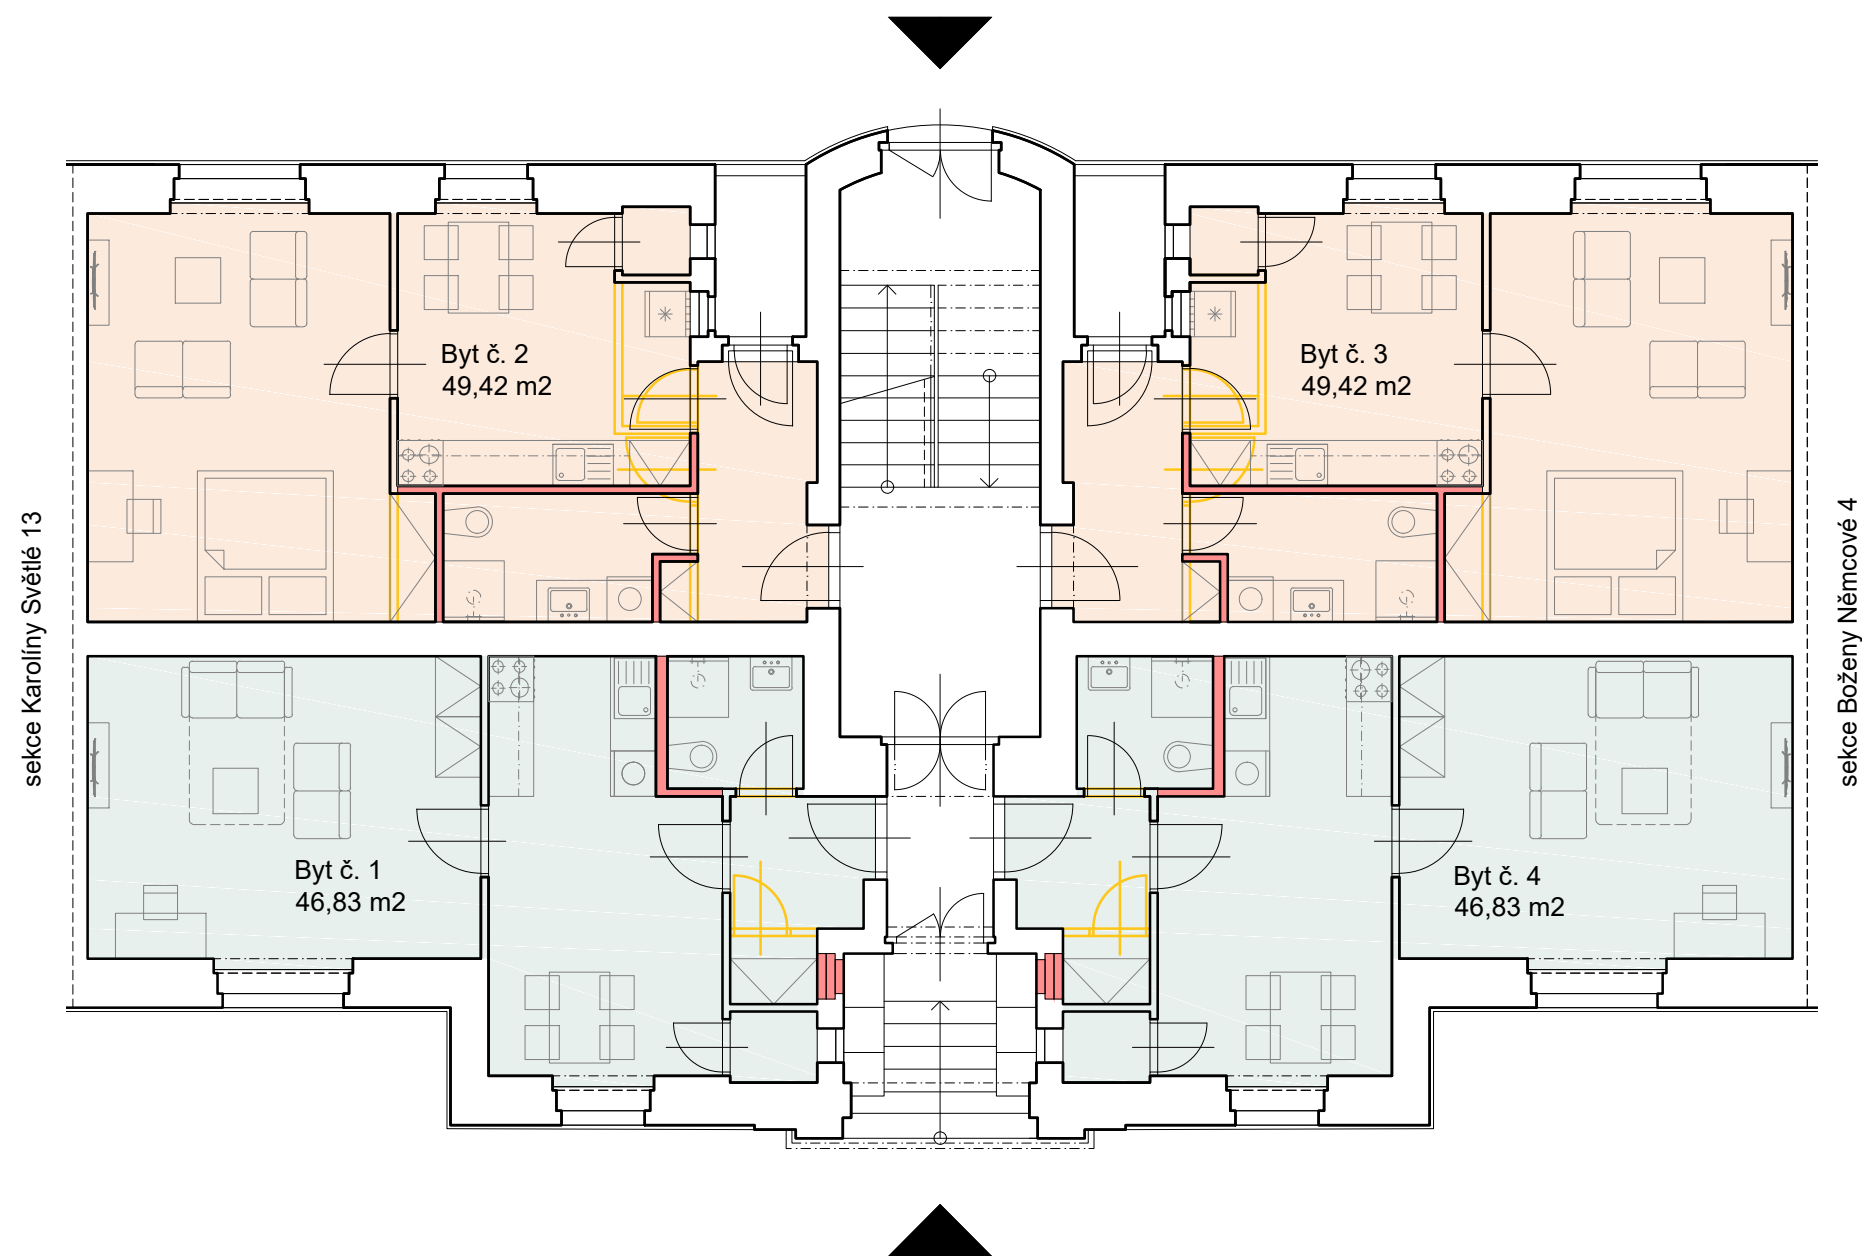 Byt č. 2
49,42 m2
Byt č. 3
49,42 m2
sekce Karolíny Světlé 13
sekce Boženy Němcové 4
Byt č. 1
46,83 m2
Byt č. 4
46,83 m2